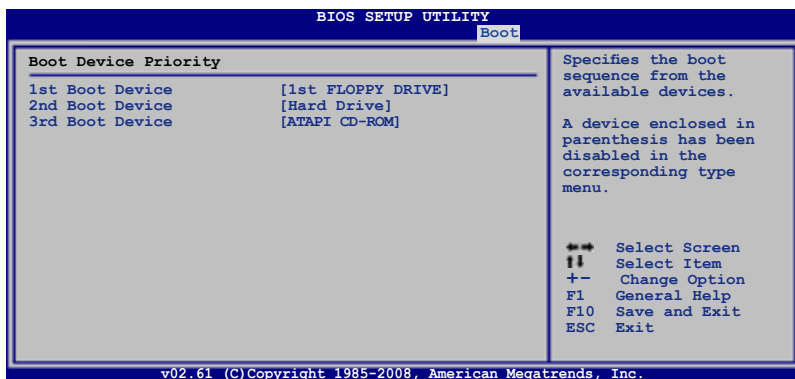 BIOS SETUP UTILITY
Boot
Boot Device Priority
1st Boot Device [1st FLOPPY DRIVE]
2nd Boot Device [Hard Drive]
3rd Boot Device [ATAPI CD-ROM]
Specifies the boot
sequence from the
available devices.
A device enclosed in
parenthesis has been
disabled in the
corresponding type
menu.
Select Screen
Select Item
+- Change Option
F1 General Help
F10 Save and Exit
ESC Exit
v02.61 (C)Copyright 1985-2008, American Megatrends, Inc.